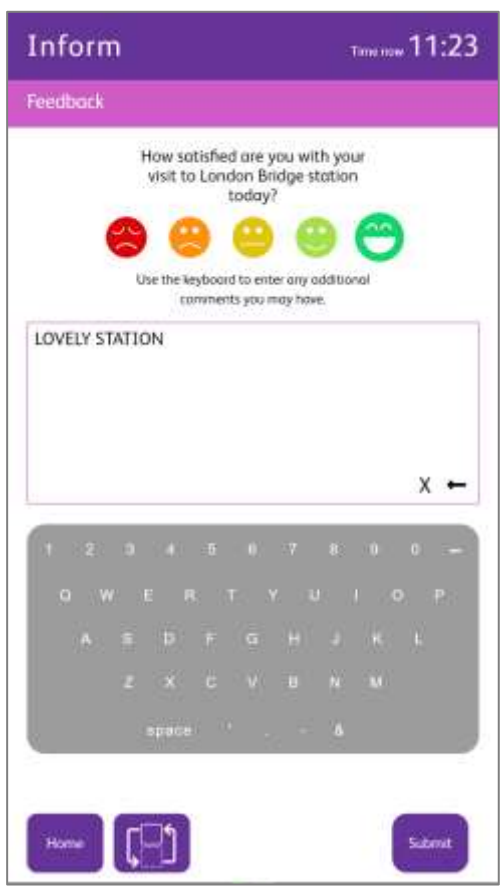 Inform
Time now 11:23
Feedback
How satisfied are you with your
visit to London Bridge station
today?
Use the keyboard to enter any additional
comments you may have.
LOVELY STATION
X
1 2 3 4 5 6 7 8 9 0
Q W E R T Y U I O P
A S D F G H J K L
Z X C V B N M
space ' . - &
Home
Submit